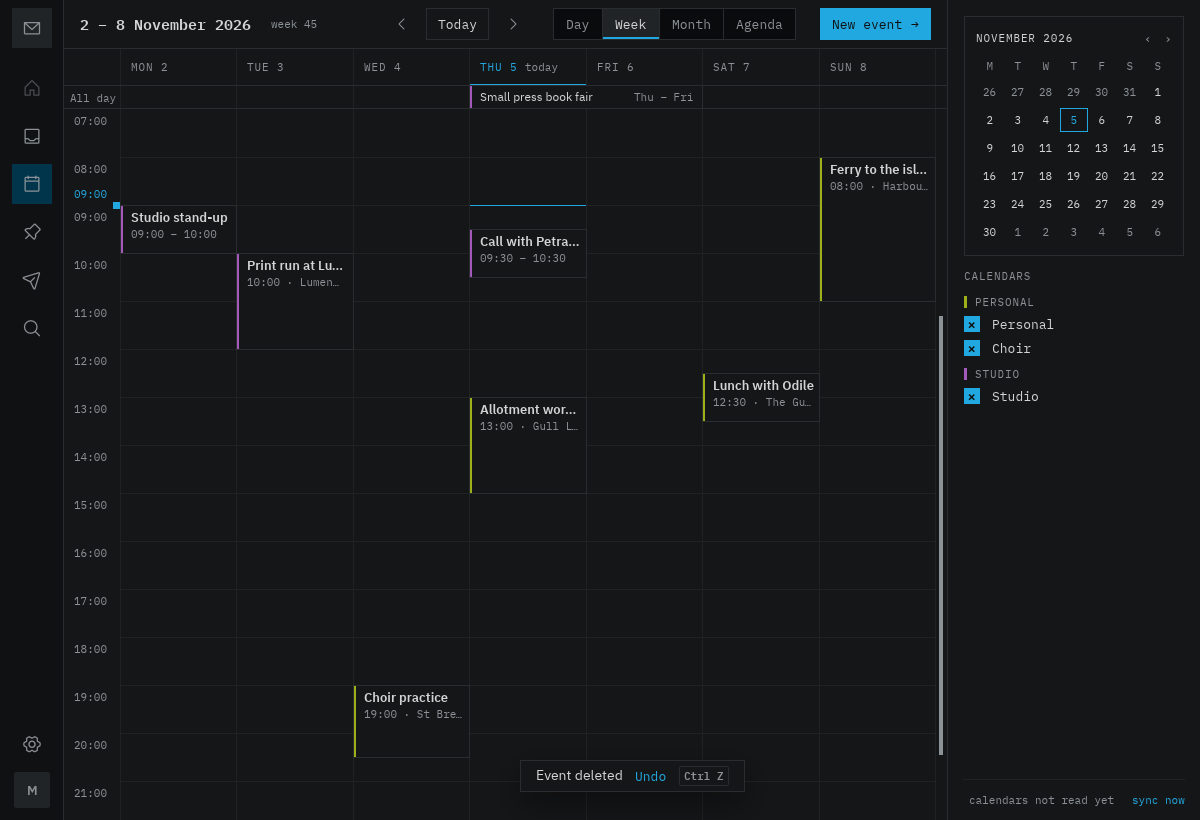 2 – 8 November 2026 week 45 Today Day Week Month Agenda New event →
MON 2 TUE 3 WED 4 THU 5 today FRI 6 SAT 7 SUN 8
All day Small press book fair Thu – Fri
07:00
08:00
09:00
09:00
10:00
11:00
12:00
13:00
14:00
15:00
16:00
17:00
18:00
19:00
20:00
21:00
Studio stand-up
09:00 – 10:00
Print run at Lu...
10:00 · Lumen…
Choir practice
19:00 · St Bre…
Call with Petra...
09:30 – 10:30
Allotment wor...
13:00 · Gull L…
Lunch with Odile
12:30 · The Gu…
Ferry to the isl...
08:00 · Harbou…
Event deleted Undo Ctrl Z
M
NOVEMBER 2026 ‹ ›
M T W T F S S
26 27 28 29 30 31 1
2 3 4 5 6 7 8
9 10 11 12 13 14 15
16 17 18 19 20 21 22
23 24 25 26 27 28 29
30 1 2 3 4 5 6
CALENDARS
PERSONAL
× Personal
× Choir
STUDIO
× Studio
calendars not read yet sync now